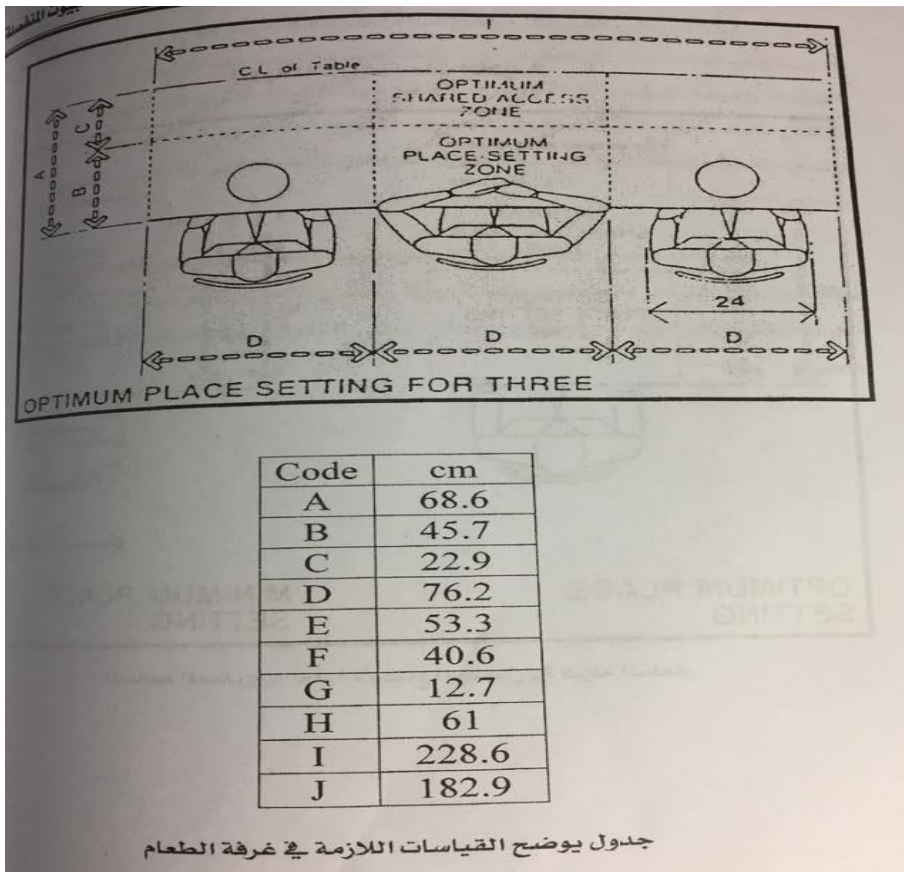 I
C.L. of Table
OPTIMUM
SHARED ACCESS
ZONE
OPTIMUM
PLACE-SETTING
ZONE
A
C
B
24
D
D
D
OPTIMUM PLACE SETTING FOR THREE
Code cm
A 68.6
B 45.7
C 22.9
D 76.2
E 53.3
F 40.6
G 12.7
H 61
I 228.6
J 182.9
جدول يوضح القياسات اللازمة في غرفة الطعام